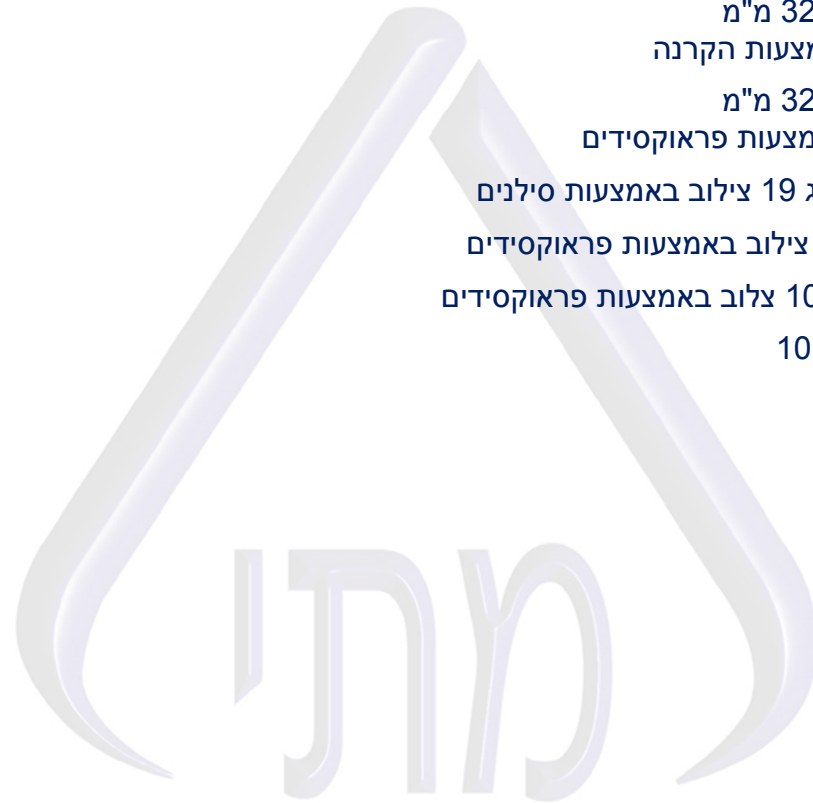 32 מ"מ
מצעות הקרנה
32 מ"מ
מצעות פראוקסידים
ג 19 צילוב באמצעות סילנים
צילוב באמצעות פראוקסידים
10 צלוב באמצעות פראוקסידים
10
מתי